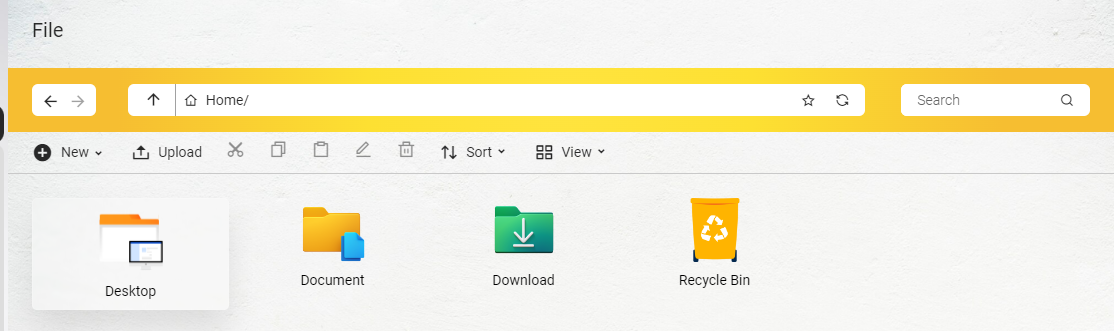 File
Home/
Search
New
Upload
Sort
View
Desktop
Document
Download
Recycle Bin